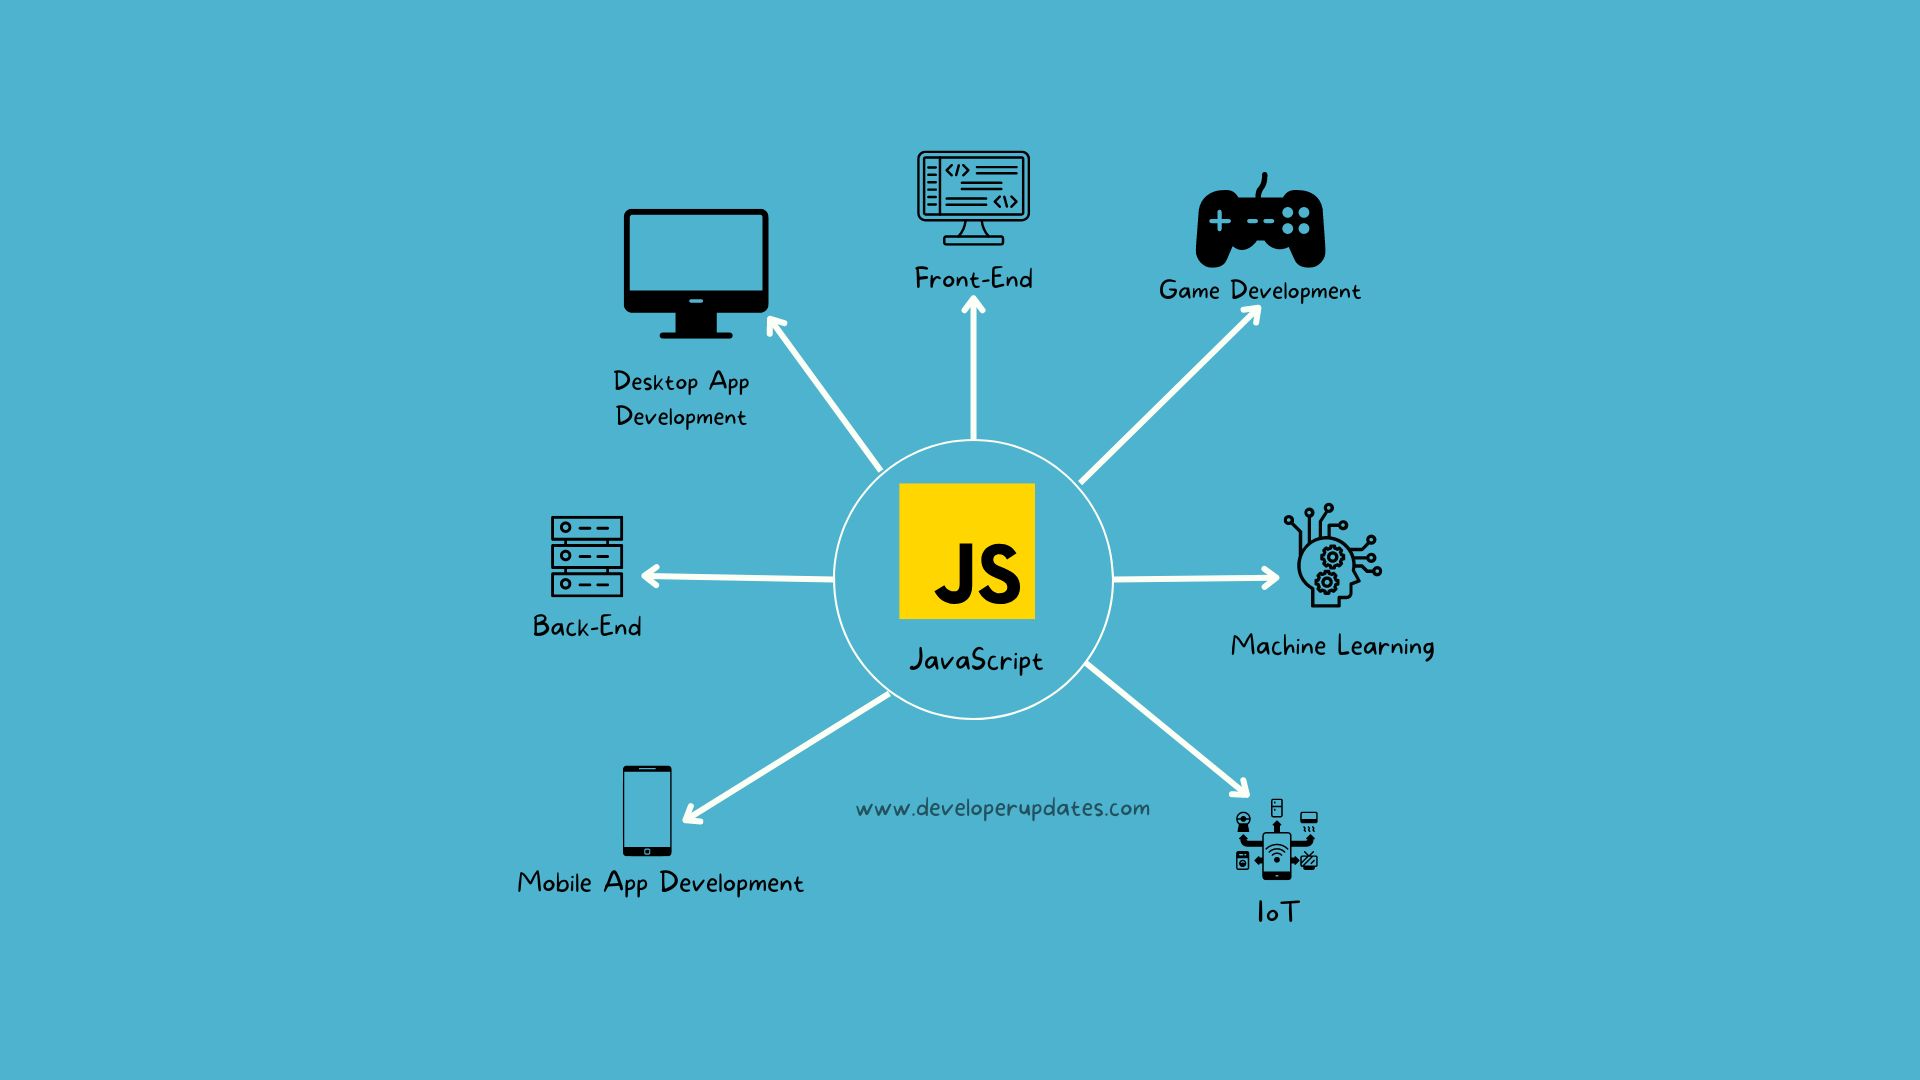 Front-End
Game Development
Desktop App
Development
JS
JavaScript
Back-End
Machine Learning
www.developerupdates.com
Mobile App Development
IoT